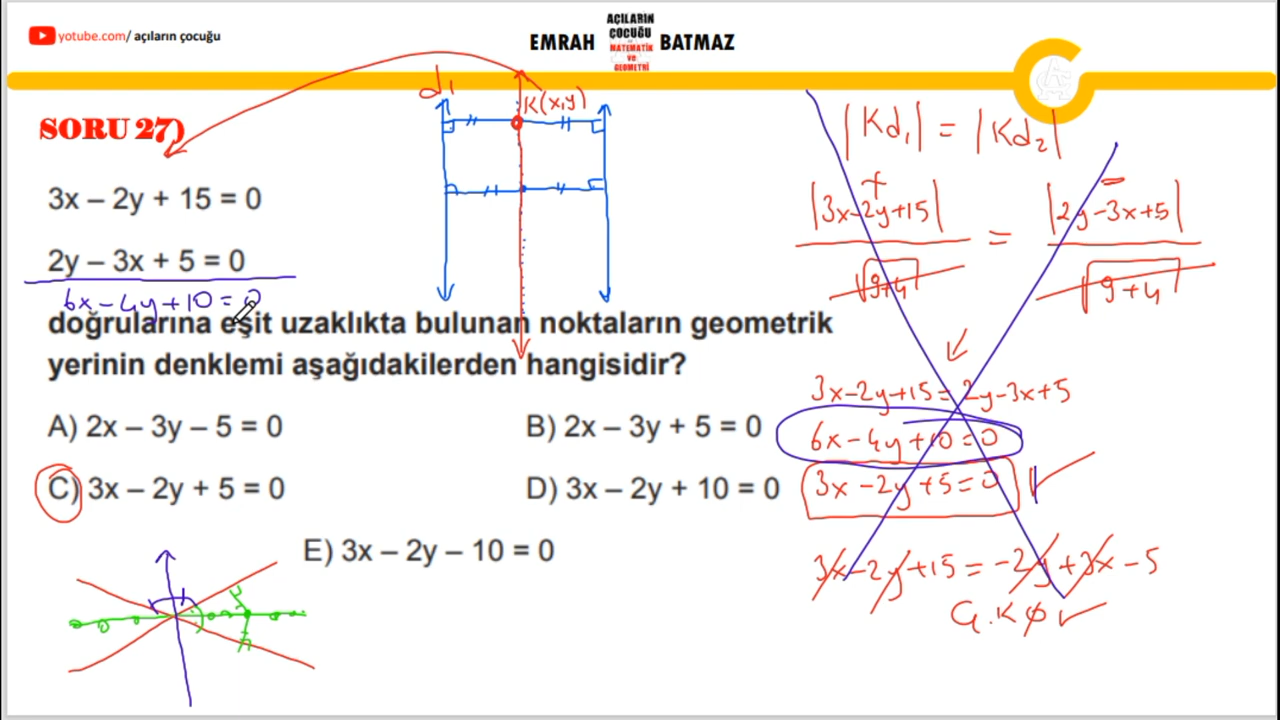 yotube.com/ açıların çocuğu
EMRAH
AÇILARIN
ÇOCUĞU
MATEMATİK
ve
GEOMETRİ
BATMAZ
SORU 27)
3x – 2y + 15 = 0
2y – 3x + 5 = 0
6x – 4y + 10 = 0
doğrularına eşit uzaklıkta bulunan noktaların geometrik
yerinin denklemi aşağıdakilerden hangisidir?
A) 2x – 3y – 5 = 0
B) 2x – 3y + 5 = 0
C) 3x – 2y + 5 = 0
D) 3x – 2y + 10 = 0
E) 3x – 2y – 10 = 0
d1
K(x,y)
|Kd1| = |Kd2|
+ –
|3x-2y+15| = |2y-3x+5|
√9+4 √9+4
3x-2y+15=2y-3x+5
6x-4y+10=0
3x-2y+5=0
3x-2y+15=-2y+3x-5